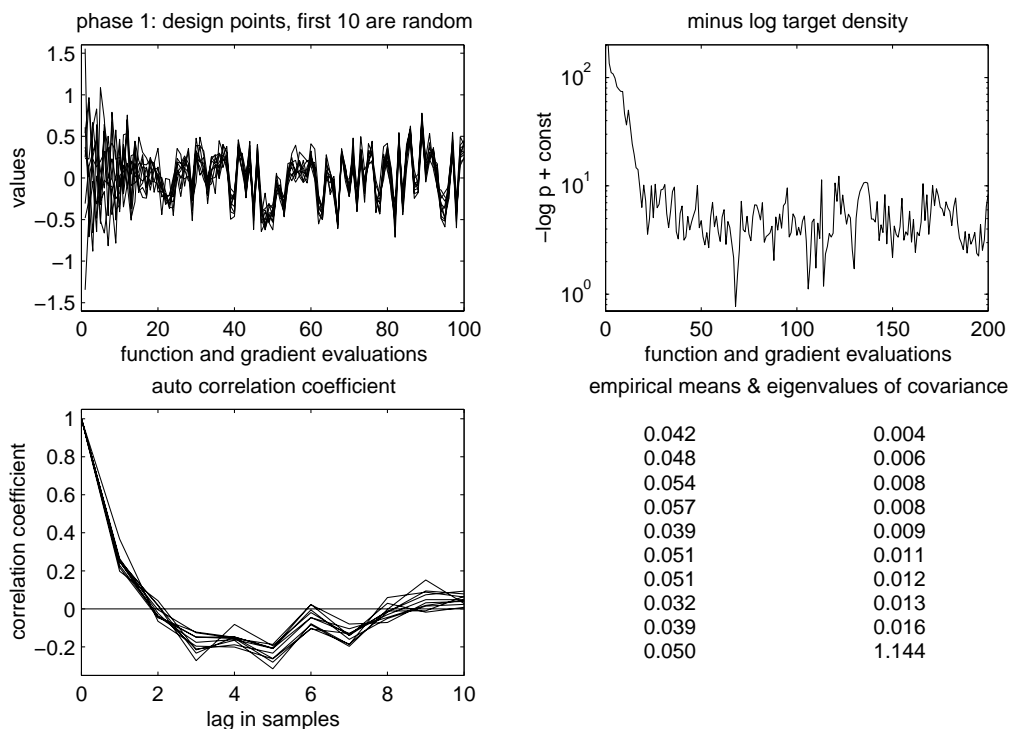 phase 1: design points, first 10 are random
1.5
1
0.5
0
−0.5
−1
−1.5
values
0 20 40 60 80 100
function and gradient evaluations
minus log target density
10^2
10^1
10^0
−log p + const
0 50 100 150 200
function and gradient evaluations
auto correlation coefficient
1
0.8
0.6
0.4
0.2
0
−0.2
correlation coefficient
0 2 4 6 8 10
lag in samples
empirical means & eigenvalues of covariance
0.042 0.004
0.048 0.006
0.054 0.008
0.057 0.008
0.039 0.009
0.051 0.011
0.051 0.012
0.032 0.013
0.039 0.016
0.050 1.144